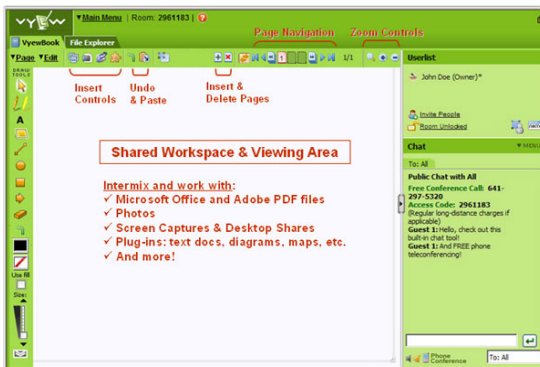 VYEW
▼Main Menu | Room: 2961183 |
VyewBook File Explorer
Page Navigation Zoom Controls
▼Page ▼Edit 1 1/1
DRAW TOOLS
Insert Controls
Undo & Paste
Insert & Delete Pages
A
Shared Workspace & Viewing Area
Intermix and work with:
✓ Microsoft Office and Adobe PDF files
✓ Photos
✓ Screen Captures & Desktop Shares
✓ Plug-ins: text docs, diagrams, maps, etc.
✓ And more!
Use fill
Size:
Userlist
John Doe (Owner)*
Invite People
Room Unlocked
Chat ▼ MENU
To: All
Public Chat with All
Free Conference Call: 641-
297-5320
Access Code: 2961183
(Regular long-distance charges if
applicable)
Guest 1: Hello, check out this
built-in chat tool!
Guest 1: And FREE phone
teleconferencing!
Phone
Conference
To: All